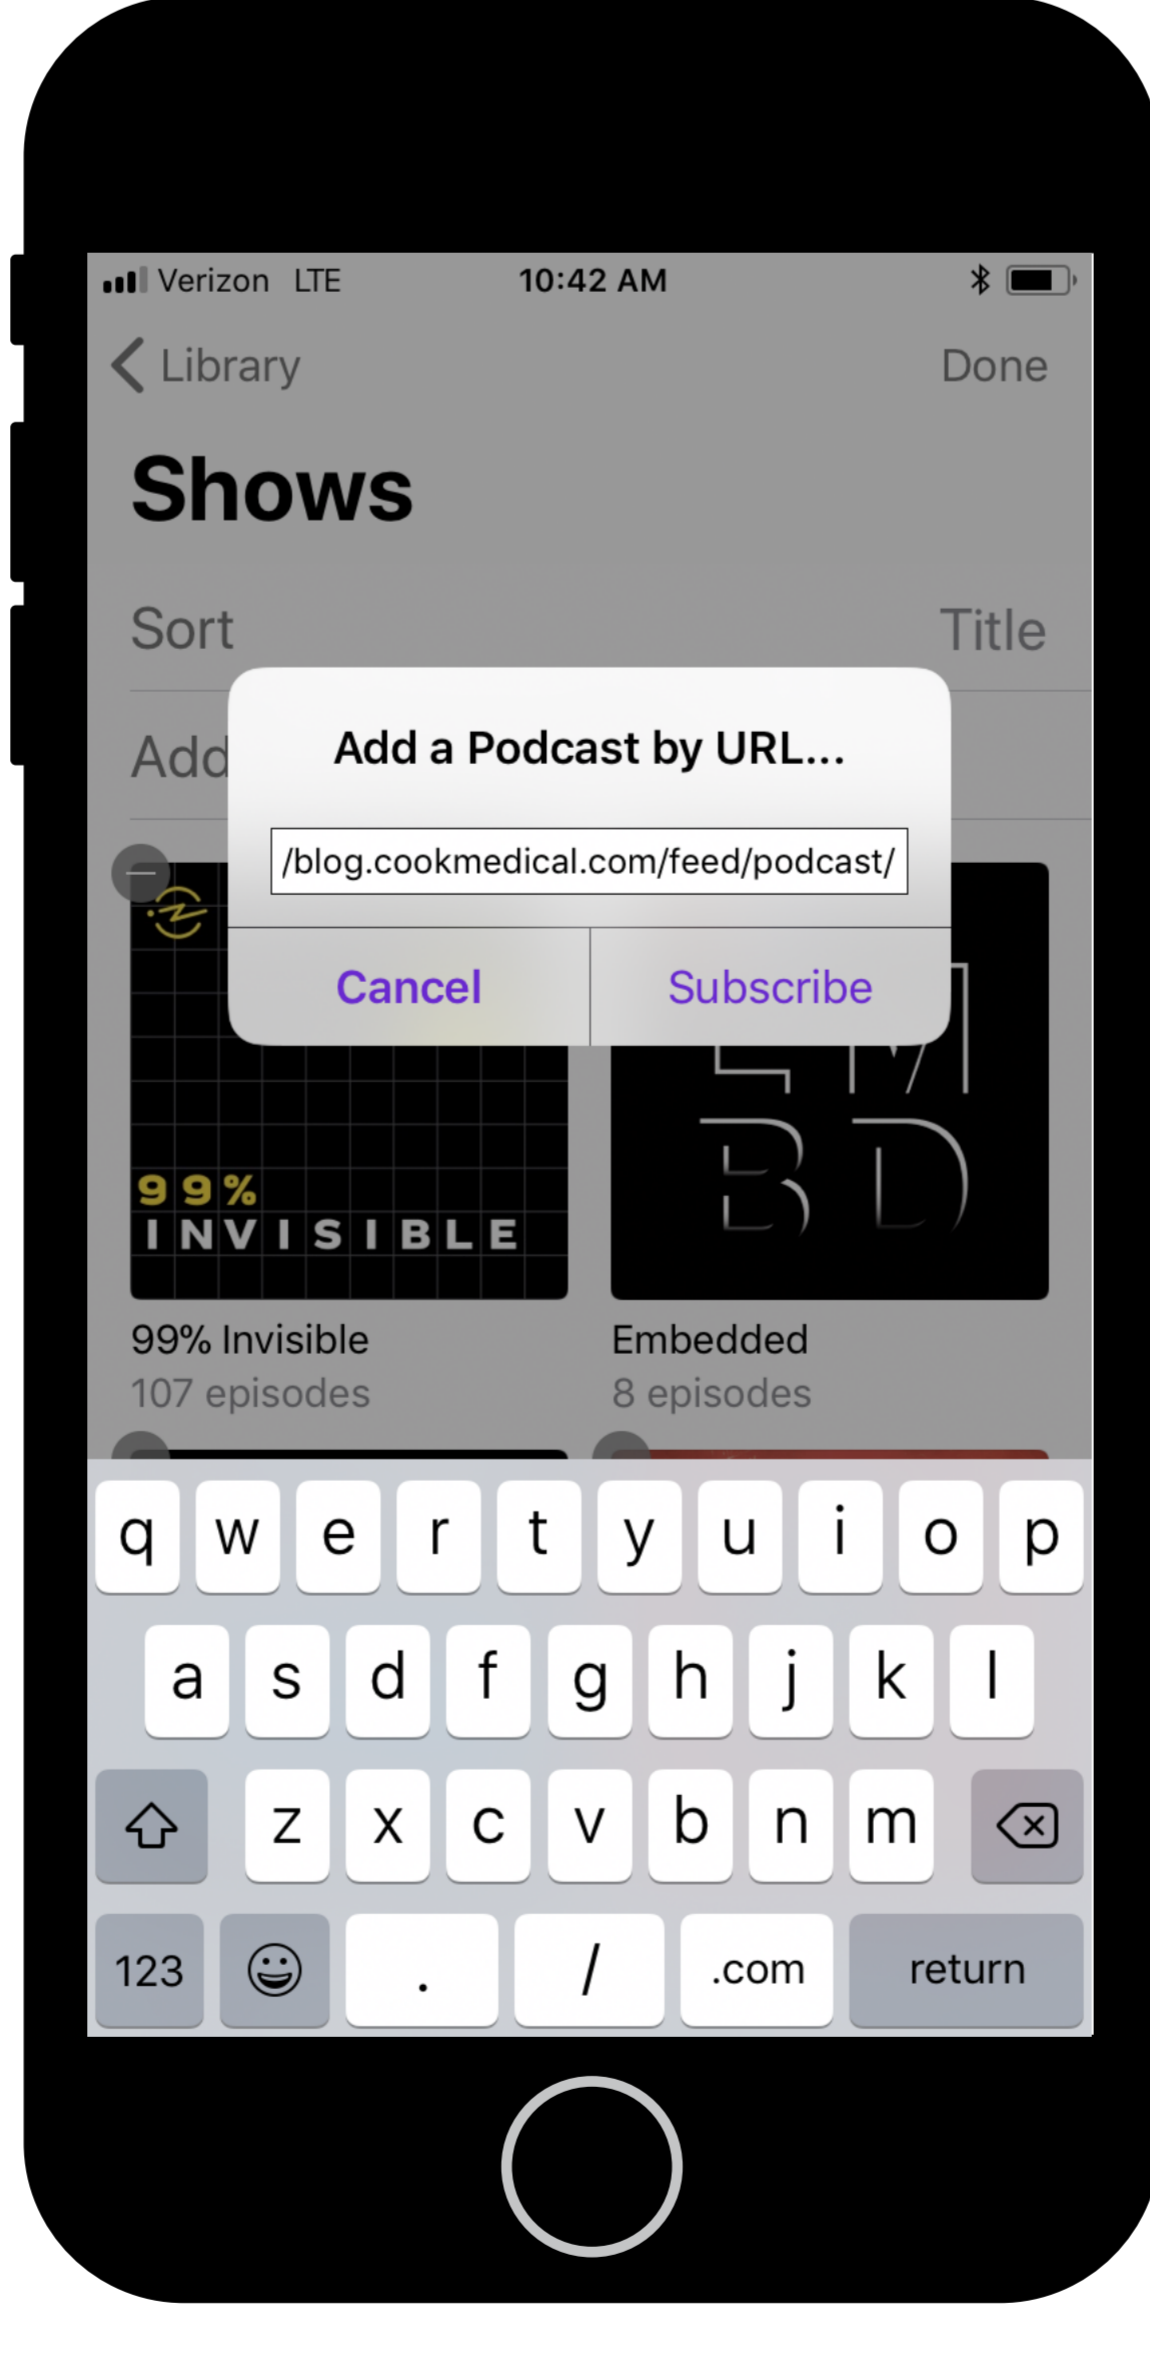 Verizon LTE 10:42 AM
Library Done
Shows
Sort Title
Add
Add a Podcast by URL...
/blog.cookmedical.com/feed/podcast/
Cancel Subscribe
99%
INVISIBLE
B D
99% Invisible Embedded
107 episodes 8 episodes
q w e r t y u i o p
a s d f g h j k l
z x c v b n m
123 . / .com return